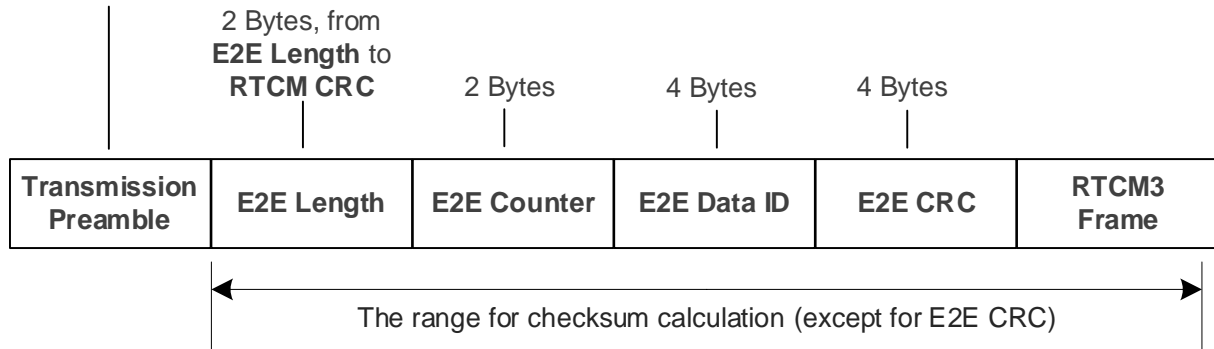 2 Bytes, from
E2E Length to
RTCM CRC
2 Bytes
4 Bytes
4 Bytes
Transmission
Preamble
E2E Length
E2E Counter
E2E Data ID
E2E CRC
RTCM3
Frame
The range for checksum calculation (except for E2E CRC)